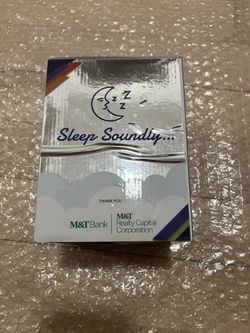 z z z
Sleep Soundly...
THANK YOU
M&T Bank
M&T
Realty Capital
Corporation